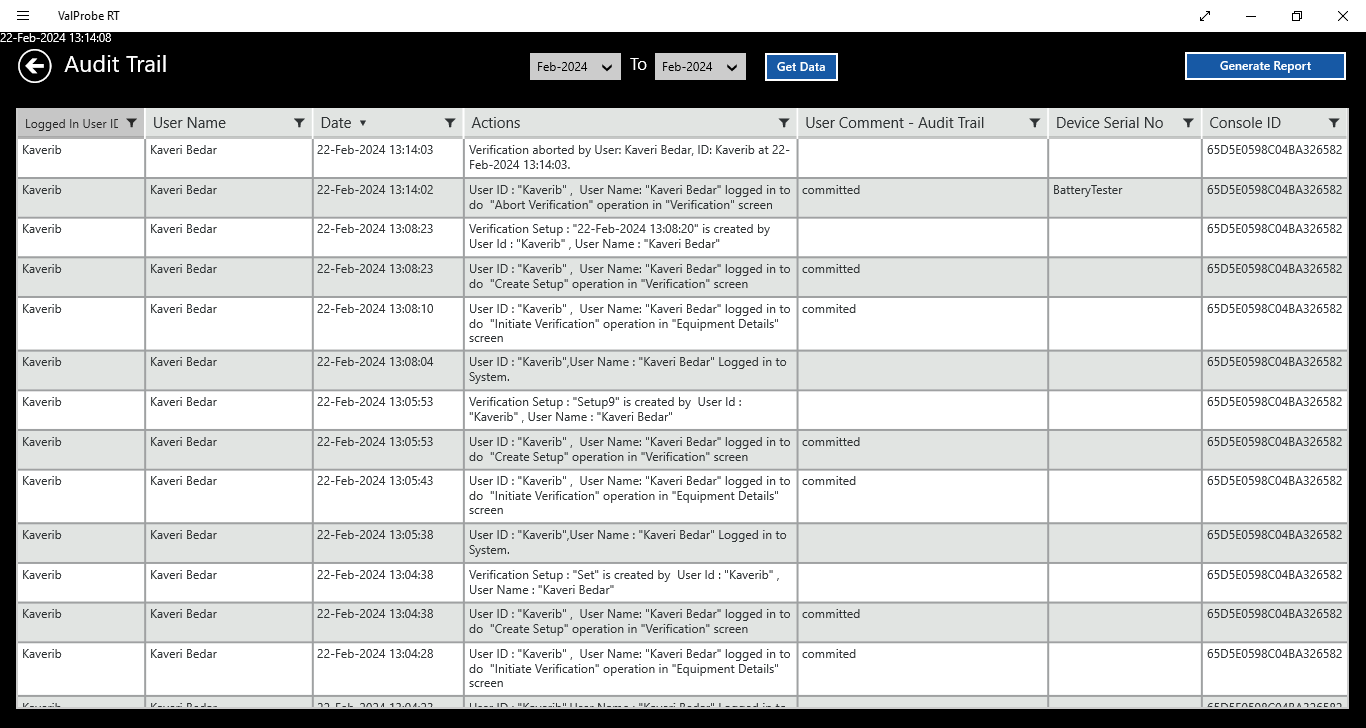 ValProbe RT
22-Feb-2024 13:14:08
Audit Trail
Feb-2024 To Feb-2024 Get Data Generate Report
Logged In User ID User Name Date Actions User Comment - Audit Trail Device Serial No Console ID
Kaverib Kaveri Bedar 22-Feb-2024 13:14:03 Verification aborted by User: Kaveri Bedar, ID: Kaverib at 22- 65D5E0598C04BA326582
Feb-2024 13:14:03.
Kaverib Kaveri Bedar 22-Feb-2024 13:14:02 User ID : "Kaverib" , User Name: "Kaveri Bedar" logged in to committed BatteryTester 65D5E0598C04BA326582
do "Abort Verification" operation in "Verification" screen
Kaverib Kaveri Bedar 22-Feb-2024 13:08:23 Verification Setup : "22-Feb-2024 13:08:20" is created by 65D5E0598C04BA326582
User Id : "Kaverib" , User Name : "Kaveri Bedar"
Kaverib Kaveri Bedar 22-Feb-2024 13:08:23 User ID : "Kaverib" , User Name: "Kaveri Bedar" logged in to committed 65D5E0598C04BA326582
do "Create Setup" operation in "Verification" screen
Kaverib Kaveri Bedar 22-Feb-2024 13:08:10 User ID : "Kaverib" , User Name: "Kaveri Bedar" logged in to commited 65D5E0598C04BA326582
do "Initiate Verification" operation in "Equipment Details"
screen
Kaverib Kaveri Bedar 22-Feb-2024 13:08:04 User ID : "Kaverib",User Name : "Kaveri Bedar" Logged in to 65D5E0598C04BA326582
System.
Kaverib Kaveri Bedar 22-Feb-2024 13:05:53 Verification Setup : "Setup9" is created by User Id : 65D5E0598C04BA326582
"Kaverib" , User Name : "Kaveri Bedar"
Kaverib Kaveri Bedar 22-Feb-2024 13:05:53 User ID : "Kaverib" , User Name: "Kaveri Bedar" logged in to committed 65D5E0598C04BA326582
do "Create Setup" operation in "Verification" screen
Kaverib Kaveri Bedar 22-Feb-2024 13:05:43 User ID : "Kaverib" , User Name: "Kaveri Bedar" logged in to commited 65D5E0598C04BA326582
do "Initiate Verification" operation in "Equipment Details"
screen
Kaverib Kaveri Bedar 22-Feb-2024 13:05:38 User ID : "Kaverib",User Name : "Kaveri Bedar" Logged in to 65D5E0598C04BA326582
System.
Kaverib Kaveri Bedar 22-Feb-2024 13:04:38 Verification Setup : "Set" is created by User Id : "Kaverib" , 65D5E0598C04BA326582
User Name : "Kaveri Bedar"
Kaverib Kaveri Bedar 22-Feb-2024 13:04:38 User ID : "Kaverib" , User Name: "Kaveri Bedar" logged in to committed 65D5E0598C04BA326582
do "Create Setup" operation in "Verification" screen
Kaverib Kaveri Bedar 22-Feb-2024 13:04:28 User ID : "Kaverib" , User Name: "Kaveri Bedar" logged in to commited 65D5E0598C04BA326582
do "Initiate Verification" operation in "Equipment Details"
screen